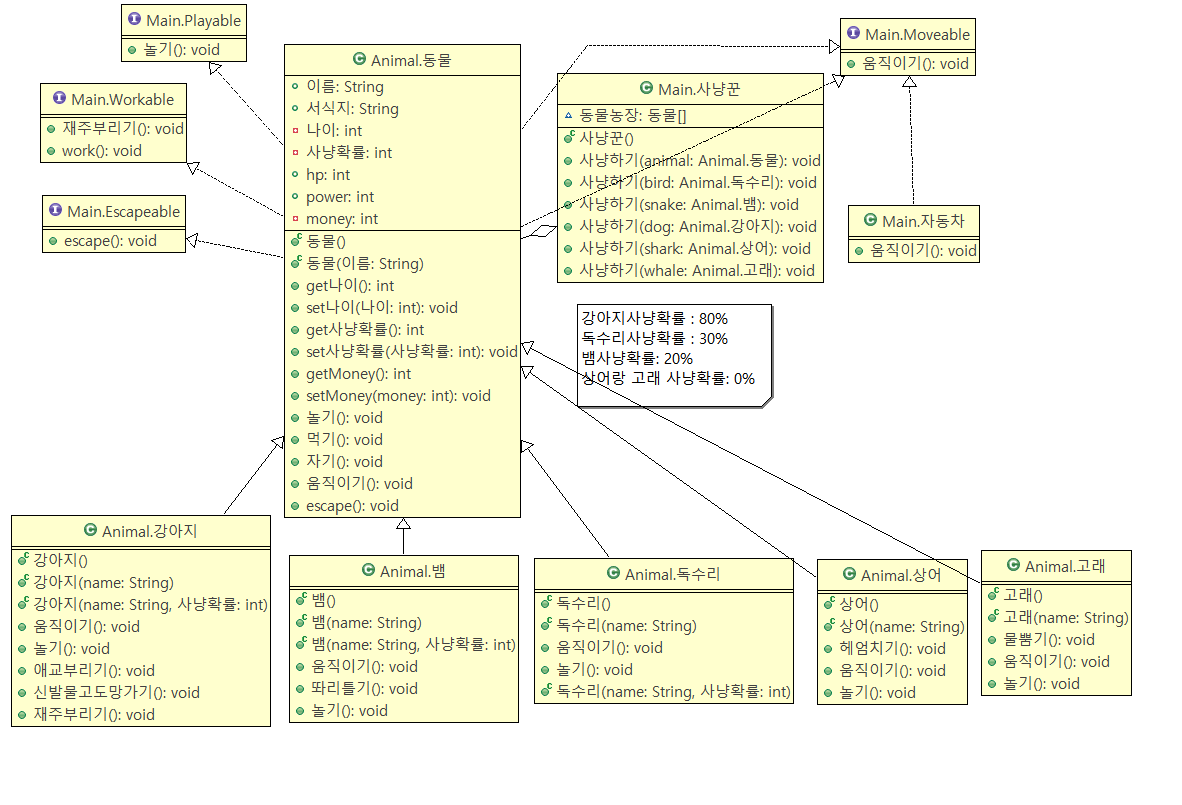 Main.Playable
놀기(): void
Main.Workable
재주부리기(): void
work(): void
Main.Escapeable
escape(): void
Animal.동물
이름: String
서식지: String
나이: int
사냥확률: int
hp: int
power: int
money: int
동물()
동물(이름: String)
get나이(): int
set나이(나이: int): void
get사냥확률(): int
set사냥확률(사냥확률: int): void
getMoney(): int
setMoney(money: int): void
놀기(): void
먹기(): void
자기(): void
움직이기(): void
escape(): void
Main.사냥꾼
동물농장: 동물[]
사냥꾼()
사냥하기(animal: Animal.동물): void
사냥하기(bird: Animal.독수리): void
사냥하기(snake: Animal.뱀): void
사냥하기(dog: Animal.강아지): void
사냥하기(shark: Animal.상어): void
사냥하기(whale: Animal.고래): void
Main.Moveable
움직이기(): void
Main.자동차
움직이기(): void
강아지사냥확률 : 80%
독수리사냥확률 : 30%
뱀사냥확률: 20%
상어랑 고래 사냥확률: 0%
Animal.강아지
강아지()
강아지(name: String)
강아지(name: String, 사냥확률: int)
움직이기(): void
놀기(): void
애교부리기(): void
신발물고도망가기(): void
재주부리기(): void
Animal.뱀
뱀()
뱀(name: String)
뱀(name: String, 사냥확률: int)
움직이기(): void
똬리틀기(): void
놀기(): void
Animal.독수리
독수리()
독수리(name: String)
움직이기(): void
놀기(): void
독수리(name: String, 사냥확률: int)
Animal.상어
상어()
상어(name: String)
헤엄치기(): void
움직이기(): void
놀기(): void
Animal.고래
고래()
고래(name: String)
물뿜기(): void
움직이기(): void
놀기(): void